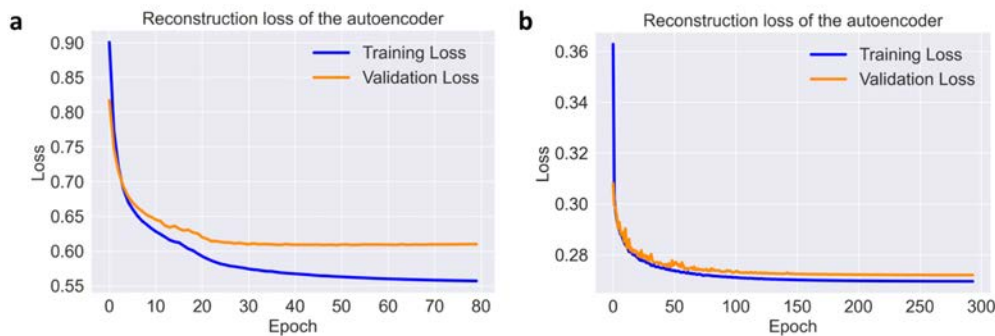 a
Reconstruction loss of the autoencoder
0.90
0.85
0.80
0.75
0.70
0.65
0.60
0.55
Loss
Training Loss
Validation Loss
0 10 20 30 40 50 60 70 80
Epoch
b
Reconstruction loss of the autoencoder
0.36
0.34
0.32
0.30
0.28
Loss
Training Loss
Validation Loss
0 50 100 150 200 250 300
Epoch